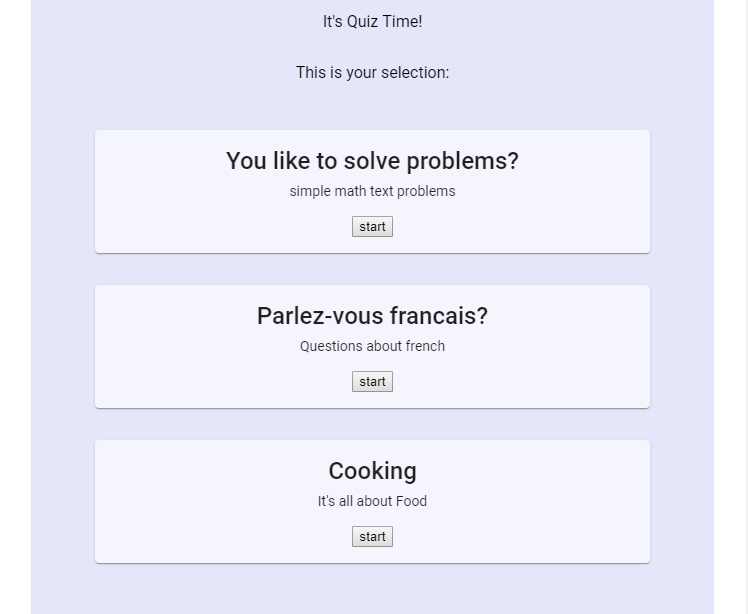 It's Quiz Time!
This is your selection:
You like to solve problems?
simple math text problems
start
Parlez-vous francais?
Questions about french
start
Cooking
It's all about Food
start